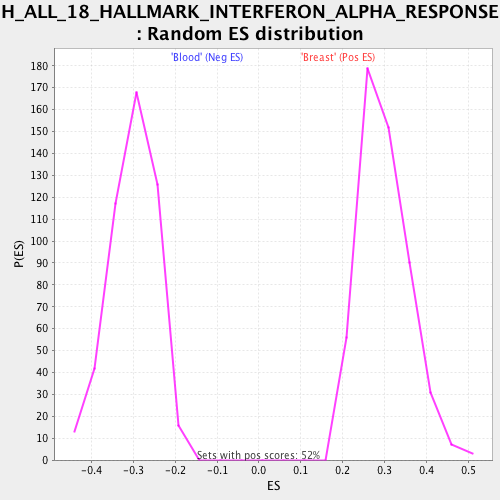 H_ALL_18_HALLMARK_INTERFERON_ALPHA_RESPONSE
: Random ES distribution
'Blood' (Neg ES) 'Breast' (Pos ES)
180
170
160
150
140
130
120
110
100
90
80
70
60
50
40
30
20
10
0
P(ES)
Sets with pos scores: 52%
-0.4 -0.3 -0.2 -0.1 0.0 0.1 0.2 0.3 0.4 0.5
ES